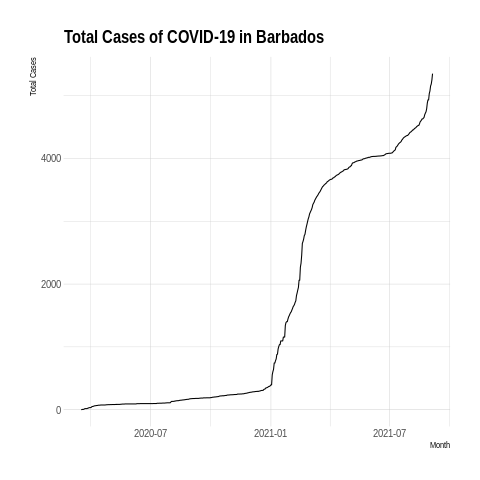 Total Cases of COVID-19 in Barbados
Total Cases
4000
2000
0
2020-07 2021-01 2021-07
Month